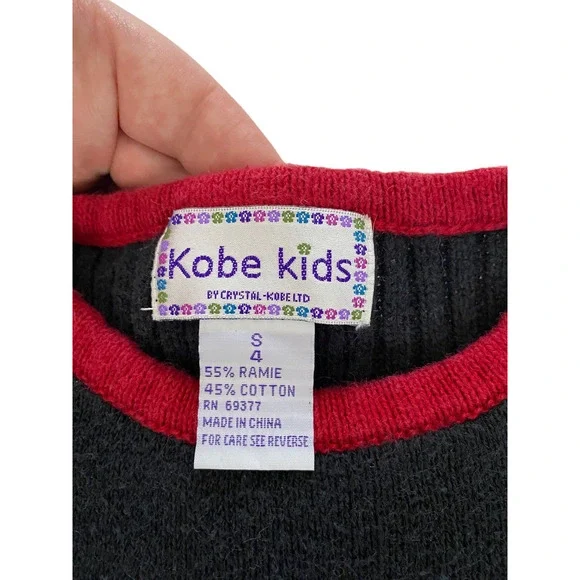 Kobe kids
BY CRYSTAL-KOBE LTD
S
4
55% RAMIE
45% COTTON
RN 69377
MADE IN CHINA
FOR CARE SEE REVERSE